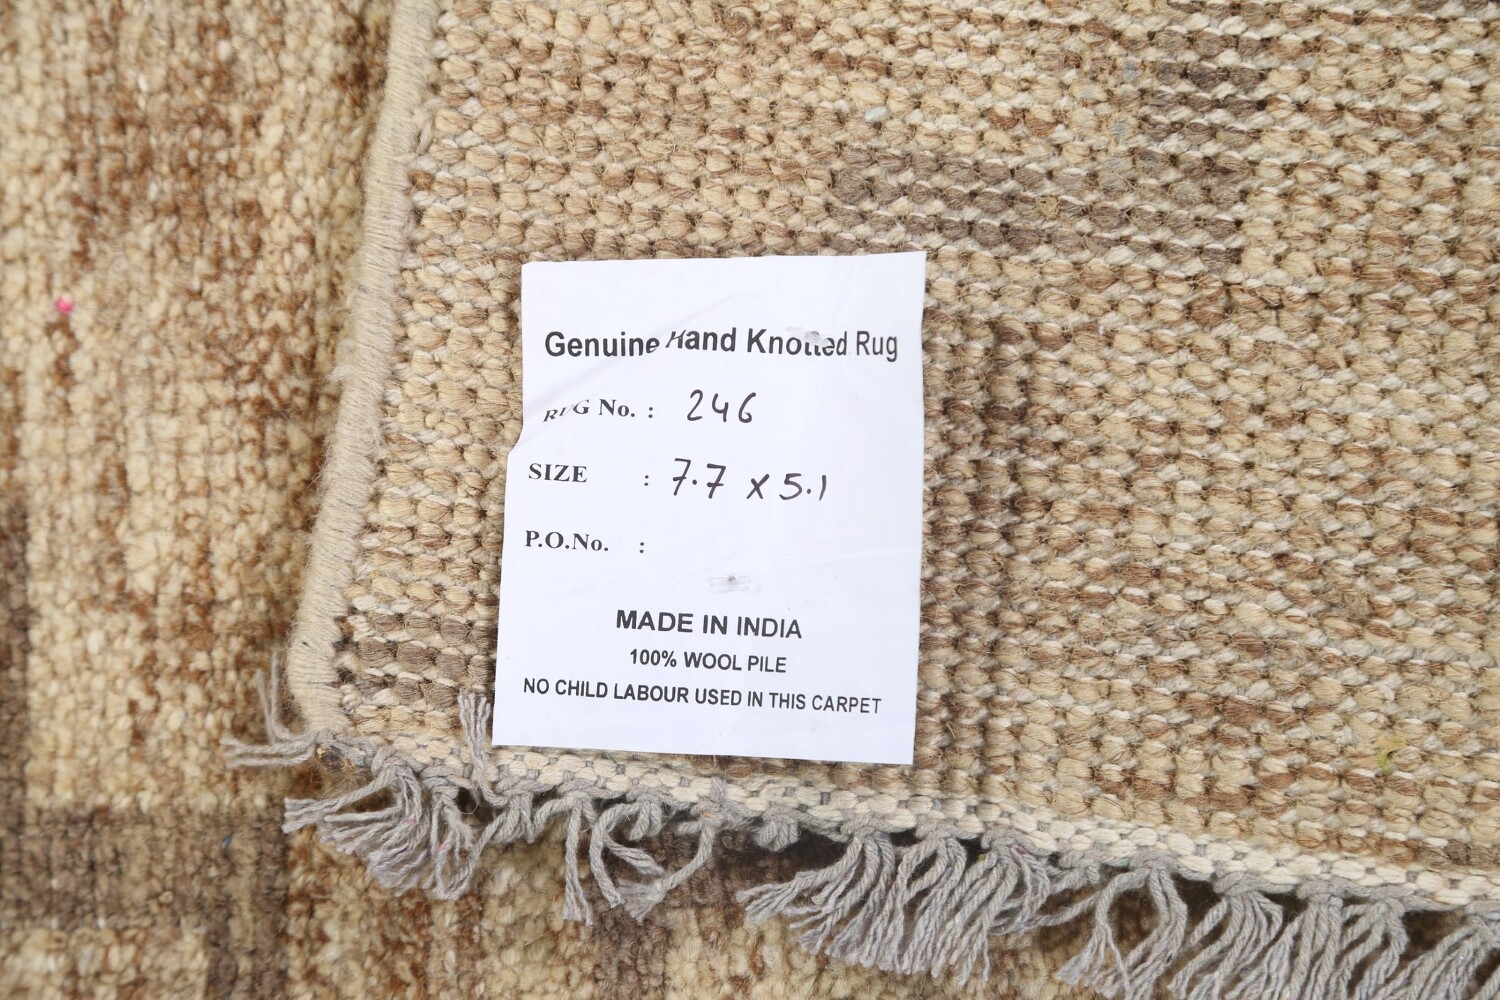 Genuine Hand Knotted Rug
RUG No. : 246
SIZE : 7.7 x 5.1
P.O.No. :
MADE IN INDIA
100% WOOL PILE
NO CHILD LABOUR USED IN THIS CARPET